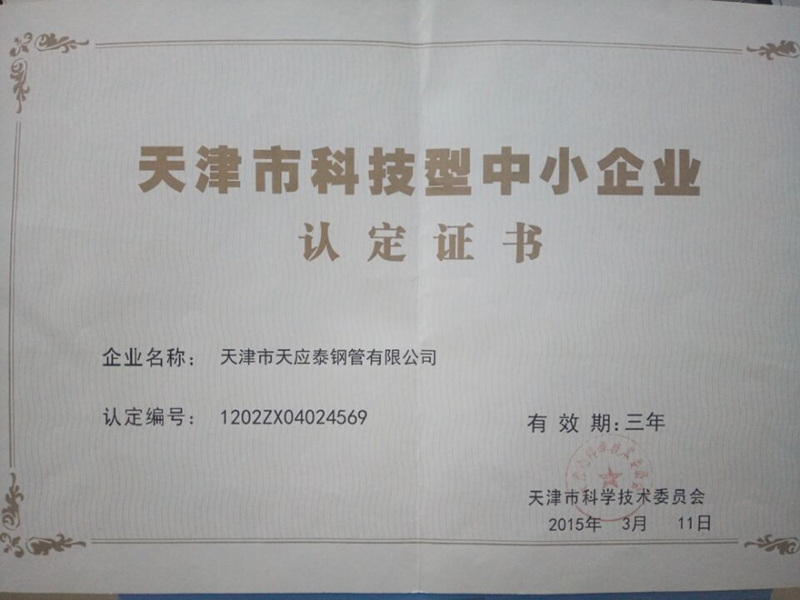 天津市科技型中小企业
认定证书
企业名称： 天津市天应泰钢管有限公司
认定编号： 1202ZX04024569
有 效 期：三年
天津市科学技术委员会
2015年 3月 11日